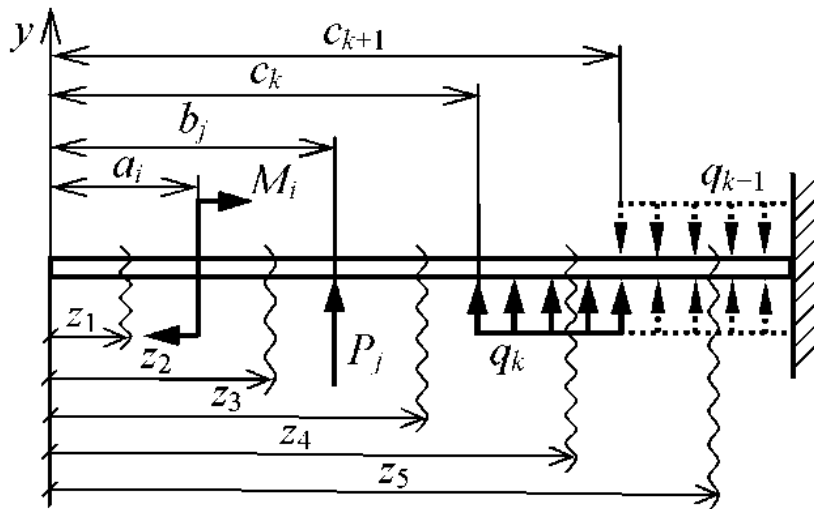 y
c_{k+1}
c_k
b_j
a_i
M_i
q_{k-1}
z_1
z_2
P_j
q_k
z_3
z_4
z_5